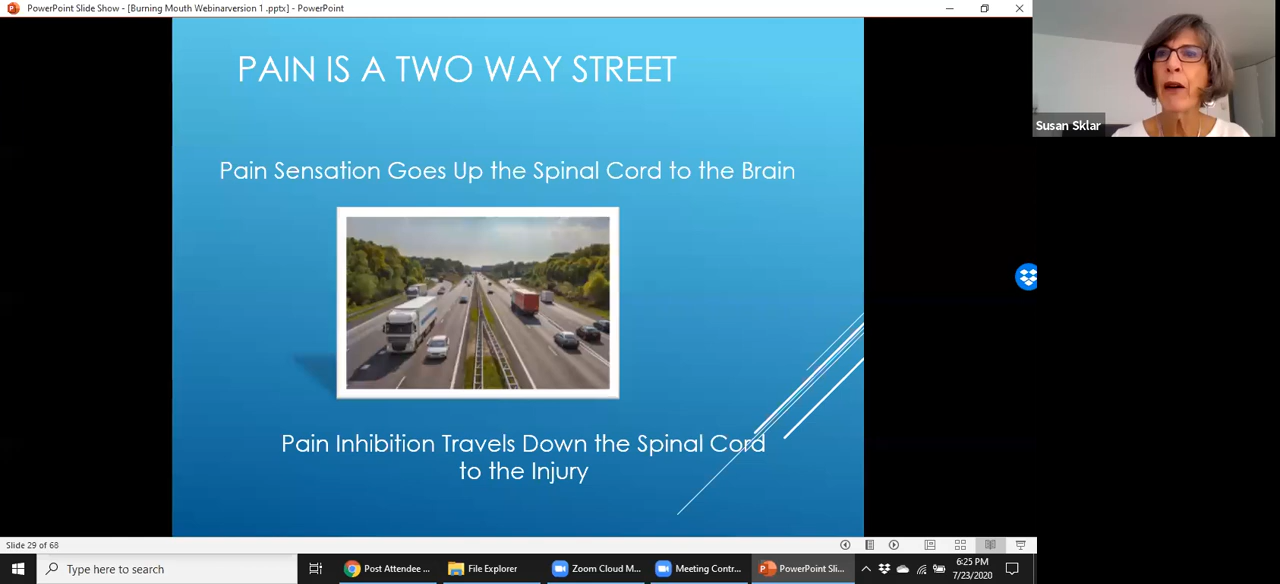 PowerPoint Slide Show - [Burning Mouth Webinarversion 1 .pptx] - PowerPoint
PAIN IS A TWO WAY STREET
Pain Sensation Goes Up the Spinal Cord to the Brain
Pain Inhibition Travels Down the Spinal Cord
to the Injury
Susan Sklar
Slide 29 of 68
Type here to search
Post Attendee ...
File Explorer
Zoom Cloud M...
Meeting Contr...
PowerPoint Sli...
6:25 PM
7/23/2020